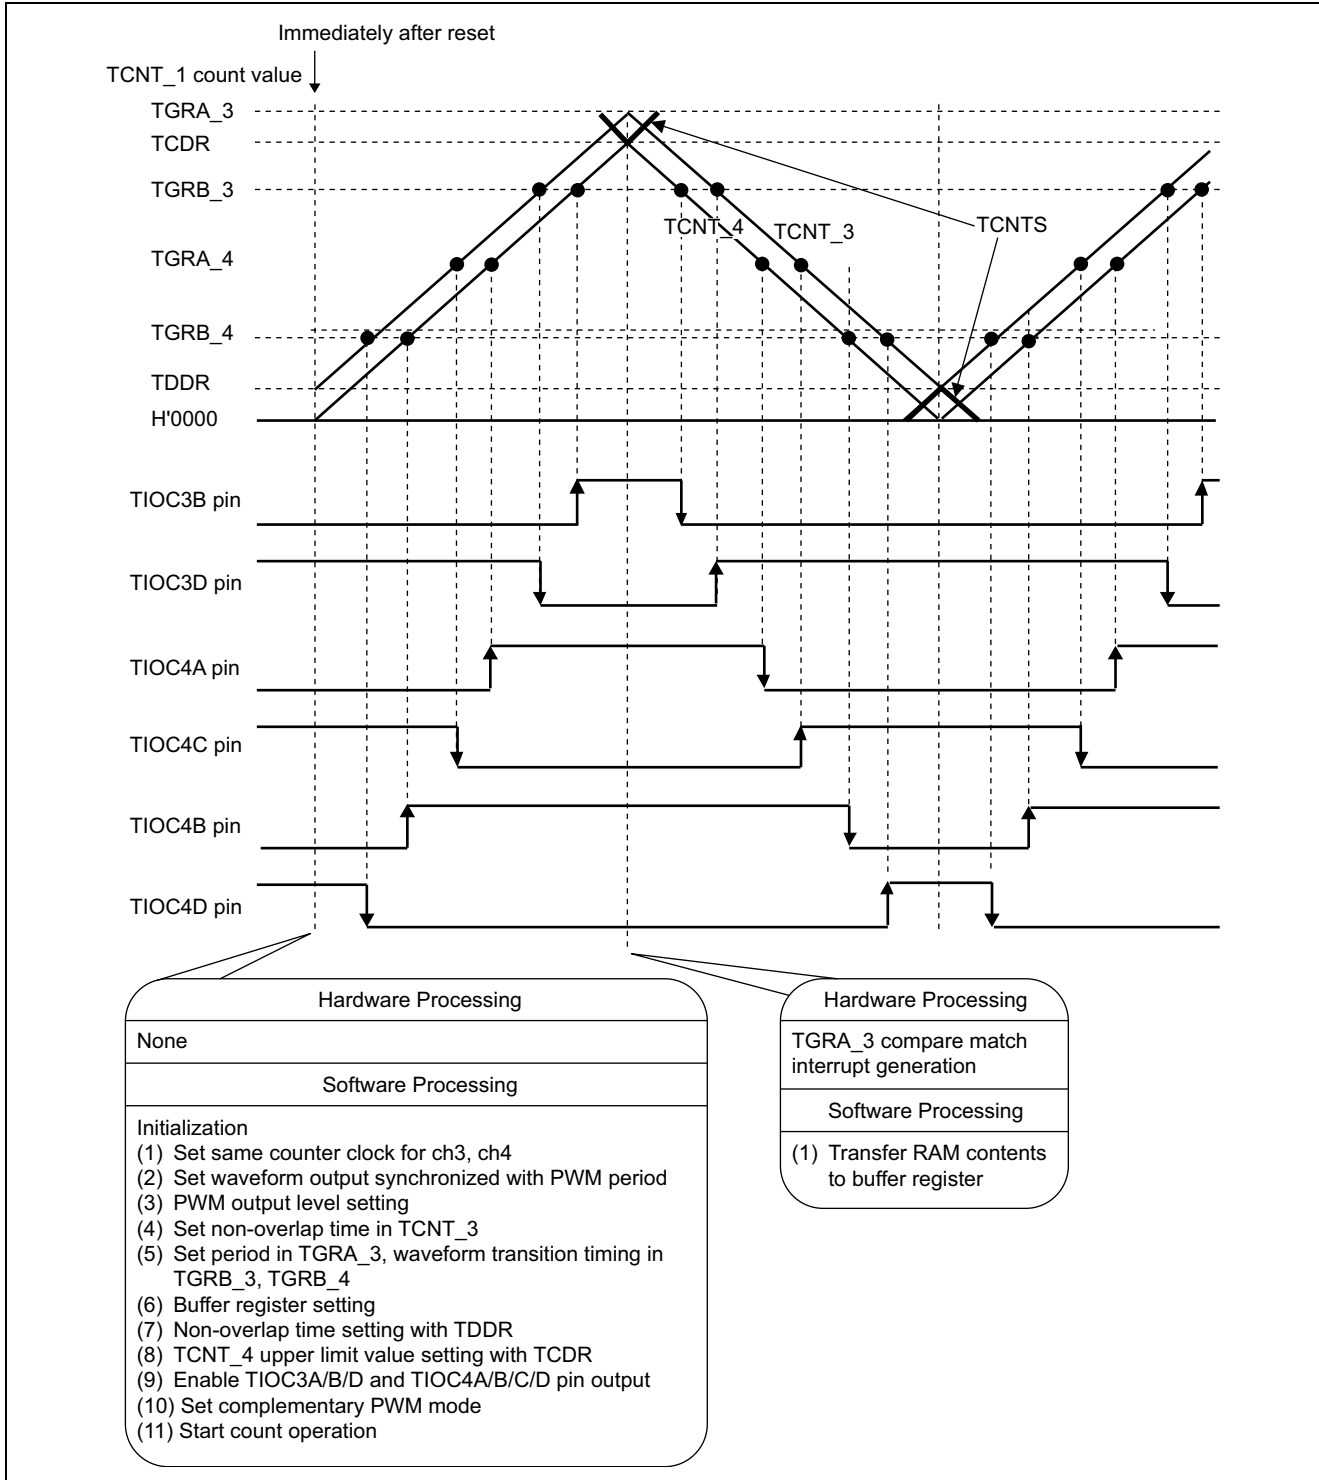 Immediately after reset
TCNT_1 count value
TGRA_3
TCDR
TGRB_3
TCNT_4
TCNT_3
TCNTS
TGRA_4
TGRB_4
TDDR
H'0000
TIOC3B pin
TIOC3D pin
TIOC4A pin
TIOC4C pin
TIOC4B pin
TIOC4D pin
Hardware Processing
None
Software Processing
Initialization
(1) Set same counter clock for ch3, ch4
(2) Set waveform output synchronized with PWM period
(3) PWM output level setting
(4) Set non-overlap time in TCNT_3
(5) Set period in TGRA_3, waveform transition timing in
TGRB_3, TGRB_4
(6) Buffer register setting
(7) Non-overlap time setting with TDDR
(8) TCNT_4 upper limit value setting with TCDR
(9) Enable TIOC3A/B/D and TIOC4A/B/C/D pin output
(10) Set complementary PWM mode
(11) Start count operation
Hardware Processing
TGRA_3 compare match
interrupt generation
Software Processing
(1) Transfer RAM contents
to buffer register